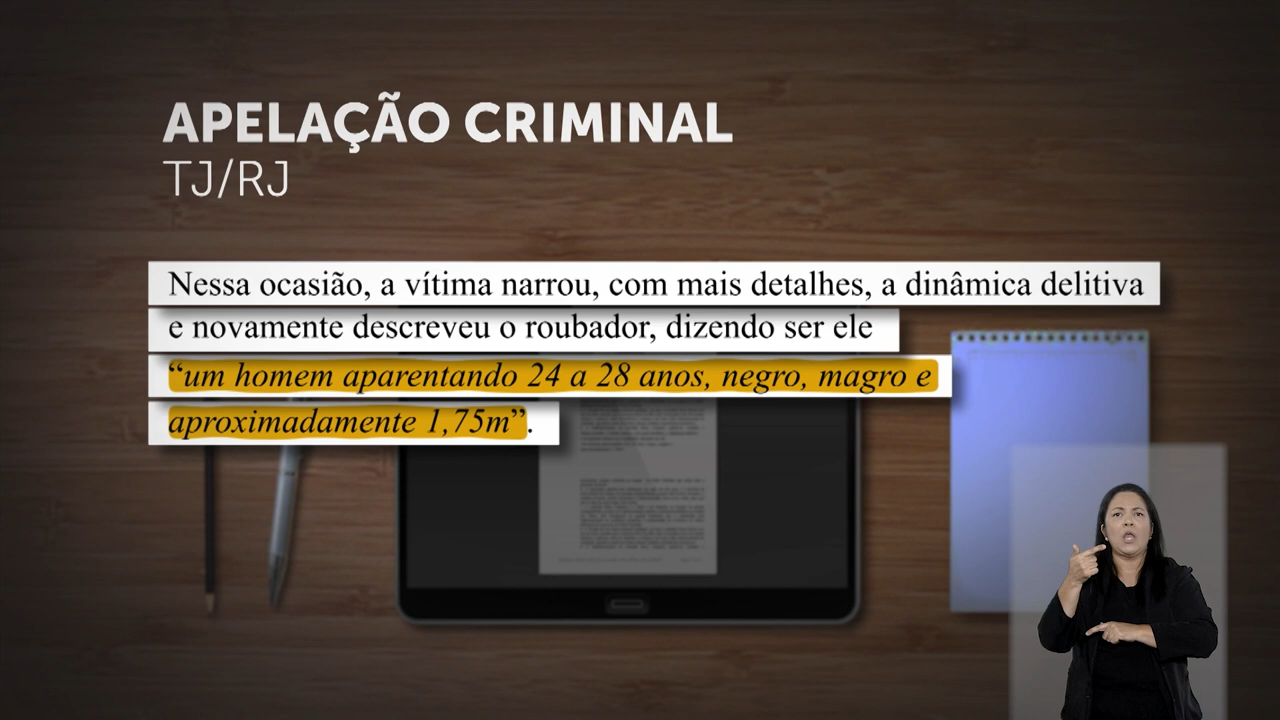 APELAÇÃO CRIMINAL
TJ/RJ
Nessa ocasião, a vítima narrou, com mais detalhes, a dinâmica delitiva
e novamente descreveu o roubador, dizendo ser ele
“um homem aparentando 24 a 28 anos, negro, magro e
aproximadamente 1,75m”.